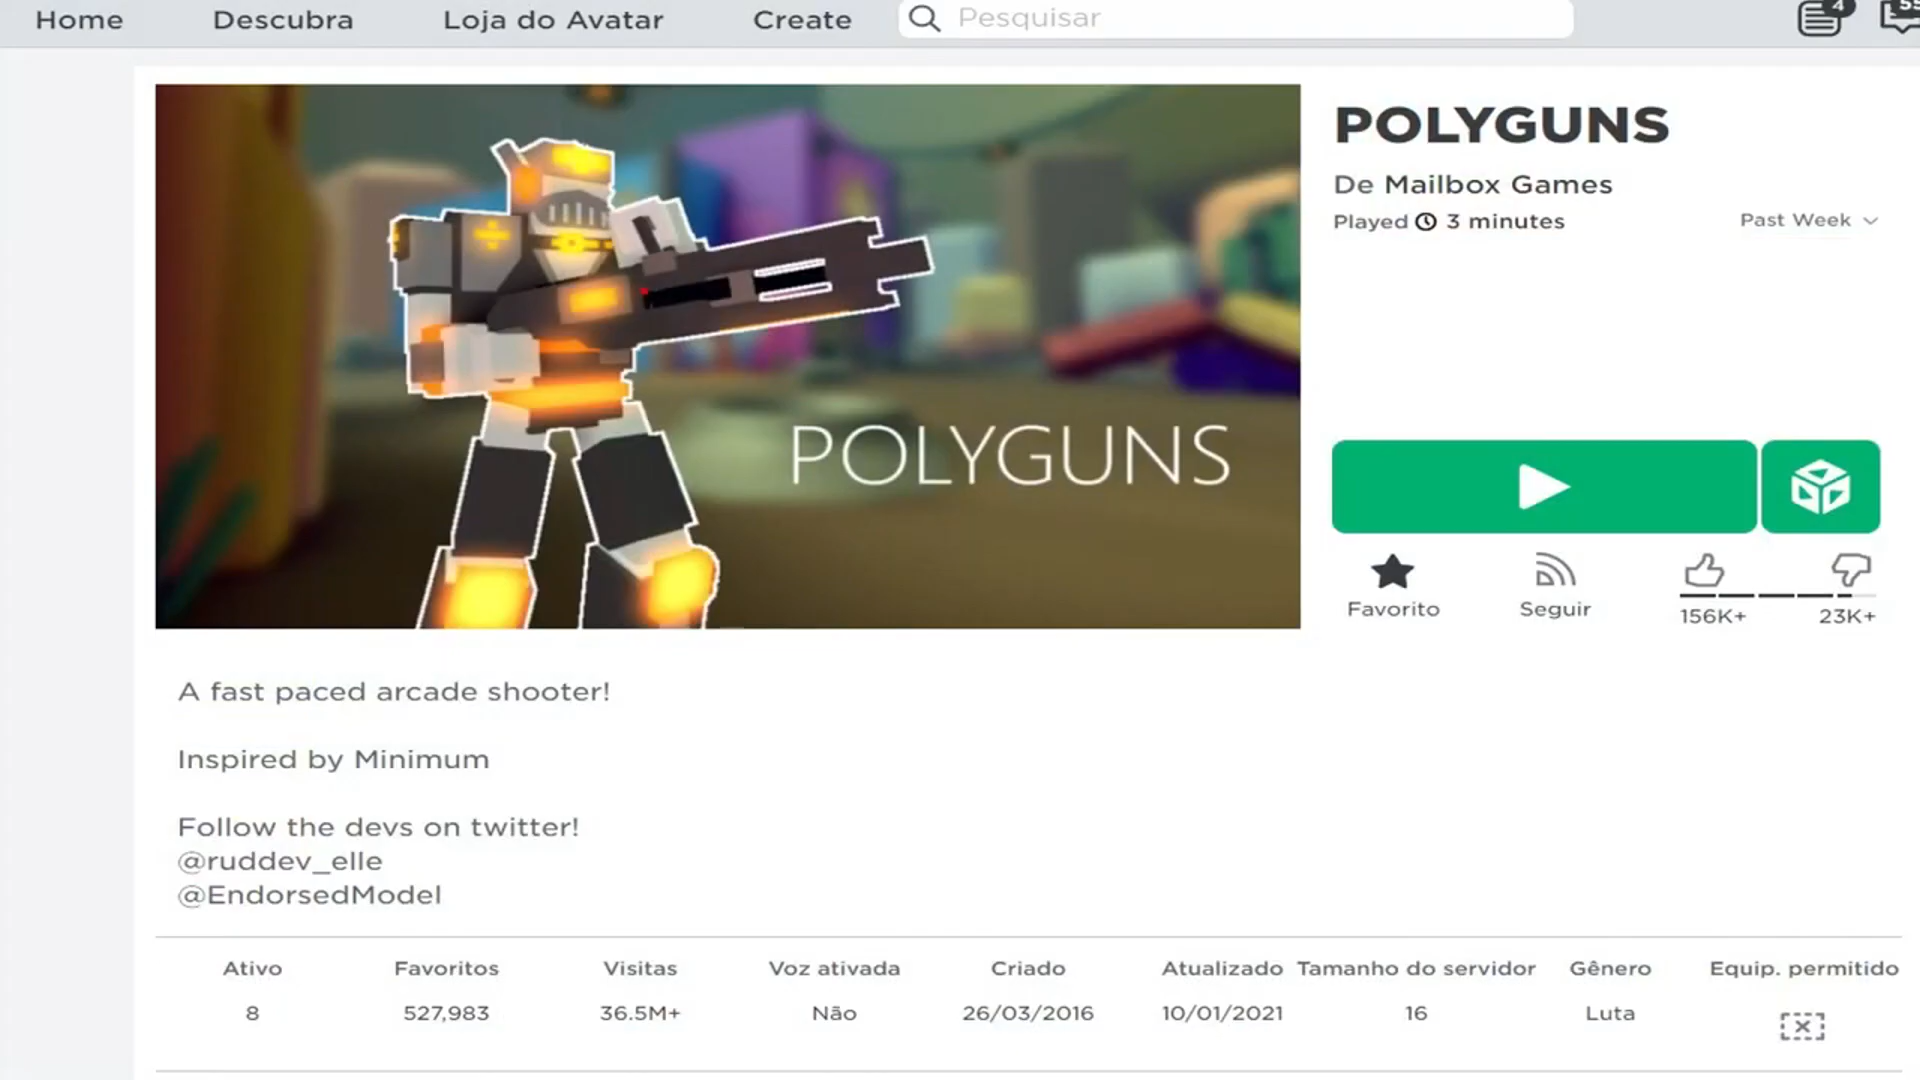 Home Descubra Loja do Avatar Create Pesquisar 4 55
POLYGUNS
De Mailbox Games
Played 3 minutes Past Week
POLYGUNS
Favorito Seguir 156K+ 23K+
A fast paced arcade shooter!
Inspired by Minimum
Follow the devs on twitter!
@ruddev_elle
@EndorsedModel
Ativo Favoritos Visitas Voz ativada Criado Atualizado Tamanho do servidor Gênero Equip. permitido
8 527,983 36.5M+ Não 26/03/2016 10/01/2021 16 Luta